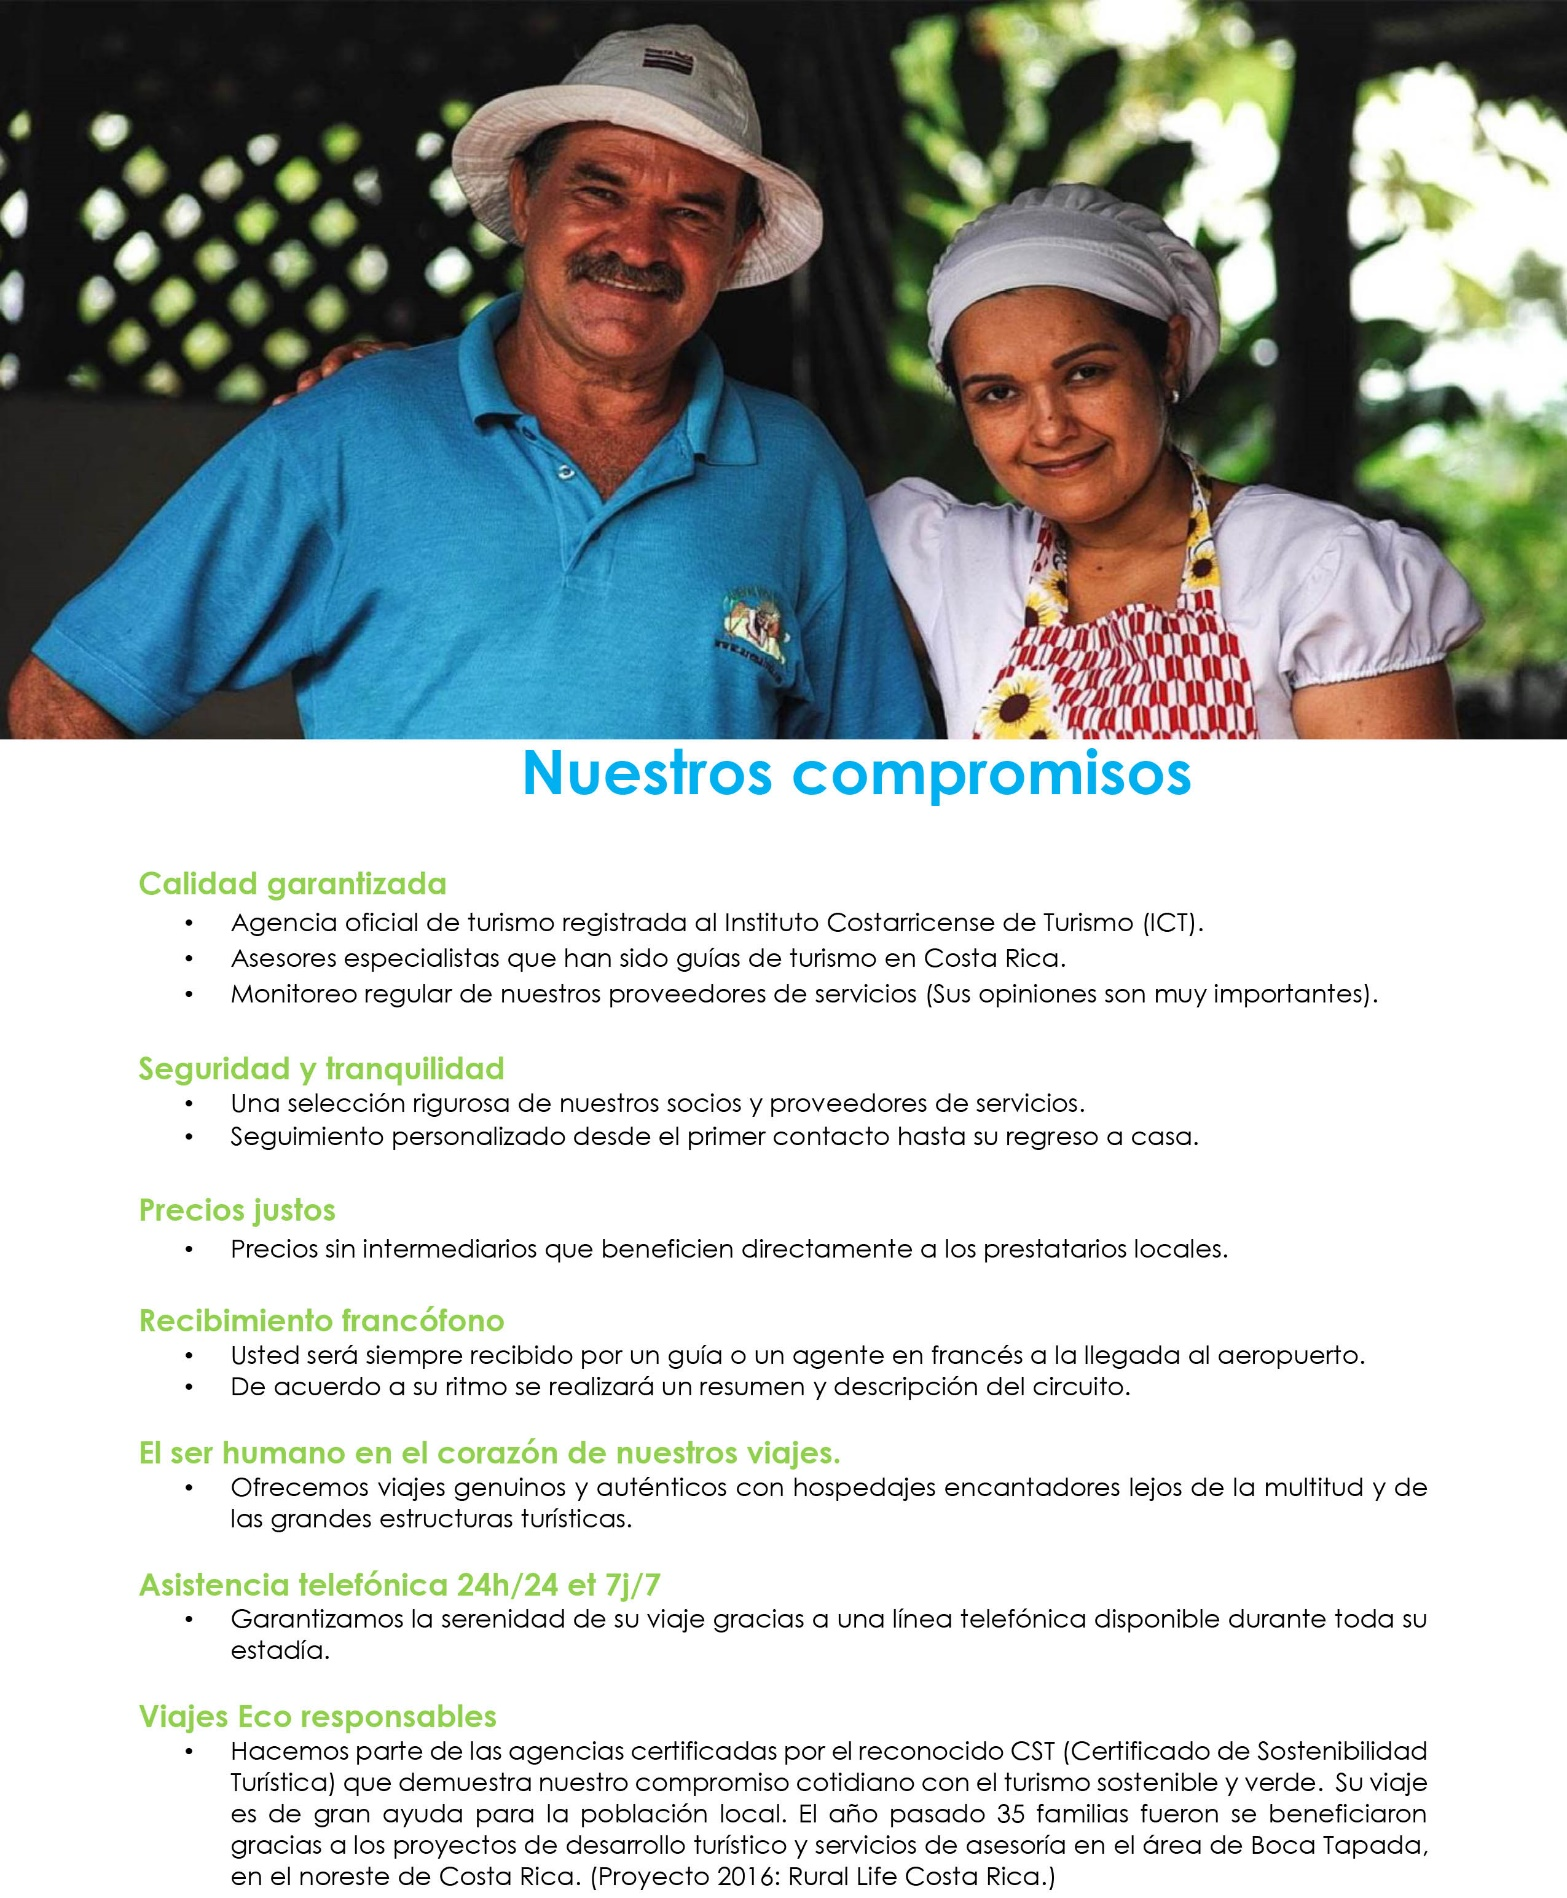 Nuestros compromisos
Calidad garantizada
• Agencia oficial de turismo registrada al Instituto Costarricense de Turismo (ICT).
• Asesores especialistas que han sido guías de turismo en Costa Rica.
• Monitoreo regular de nuestros proveedores de servicios (Sus opiniones son muy importantes).
Seguridad y tranquilidad
• Una selección rigurosa de nuestros socios y proveedores de servicios.
• Seguimiento personalizado desde el primer contacto hasta su regreso a casa.
Precios justos
• Precios sin intermediarios que beneficien directamente a los prestatarios locales.
Recibimiento francófono
• Usted será siempre recibido por un guía o un agente en francés a la llegada al aeropuerto.
• De acuerdo a su ritmo se realizará un resumen y descripción del circuito.
El ser humano en el corazón de nuestros viajes.
• Ofrecemos viajes genuinos y auténticos con hospedajes encantadores lejos de la multitud y de
las grandes estructuras turísticas.
Asistencia telefónica 24h/24 et 7j/7
• Garantizamos la serenidad de su viaje gracias a una línea telefónica disponible durante toda su
estadía.
Viajes Eco responsables
• Hacemos parte de las agencias certificadas por el reconocido CST (Certificado de Sostenibilidad
Turística) que demuestra nuestro compromiso cotidiano con el turismo sostenible y verde. Su viaje
es de gran ayuda para la población local. El año pasado 35 familias fueron se beneficiaron
gracias a los proyectos de desarrollo turístico y servicios de asesoría en el área de Boca Tapada,
en el noreste de Costa Rica. (Proyecto 2016: Rural Life Costa Rica.)